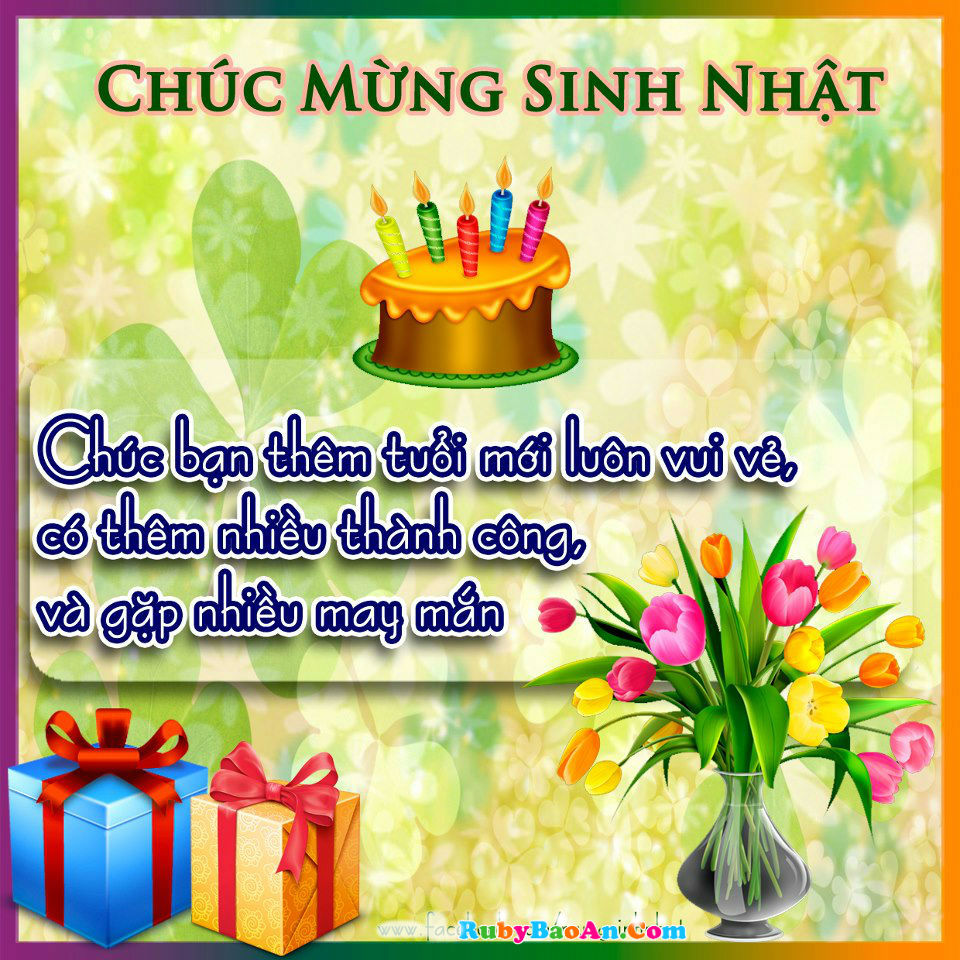 Chúc Mừng Sinh Nhật
Chúc bạn thêm tuổi mới luôn vui vẻ,
có thêm nhiều thành công,
và gặp nhiều may mắn
RubyBảoAn.Com